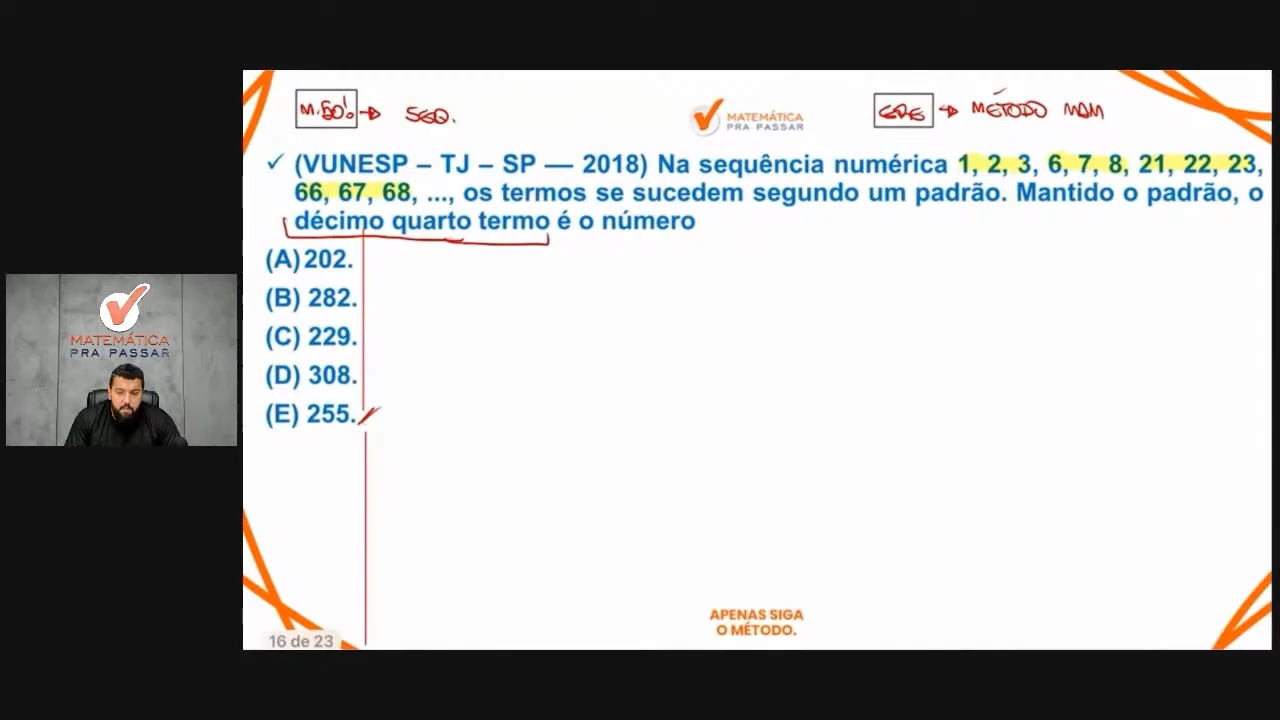 M.50% → SEQ.
MATEMÁTICA
PRA PASSAR
→ MÉTODO MPM
✓ (VUNESP – TJ – SP –– 2018) Na sequência numérica 1, 2, 3, 6, 7, 8, 21, 22, 23,
66, 67, 68, ..., os termos se sucedem segundo um padrão. Mantido o padrão, o
décimo quarto termo é o número
(A) 202.
(B) 282.
(C) 229.
(D) 308.
(E) 255.
MATEMÁTICA
PRA PASSAR
APENAS SIGA
O MÉTODO.
16 de 23